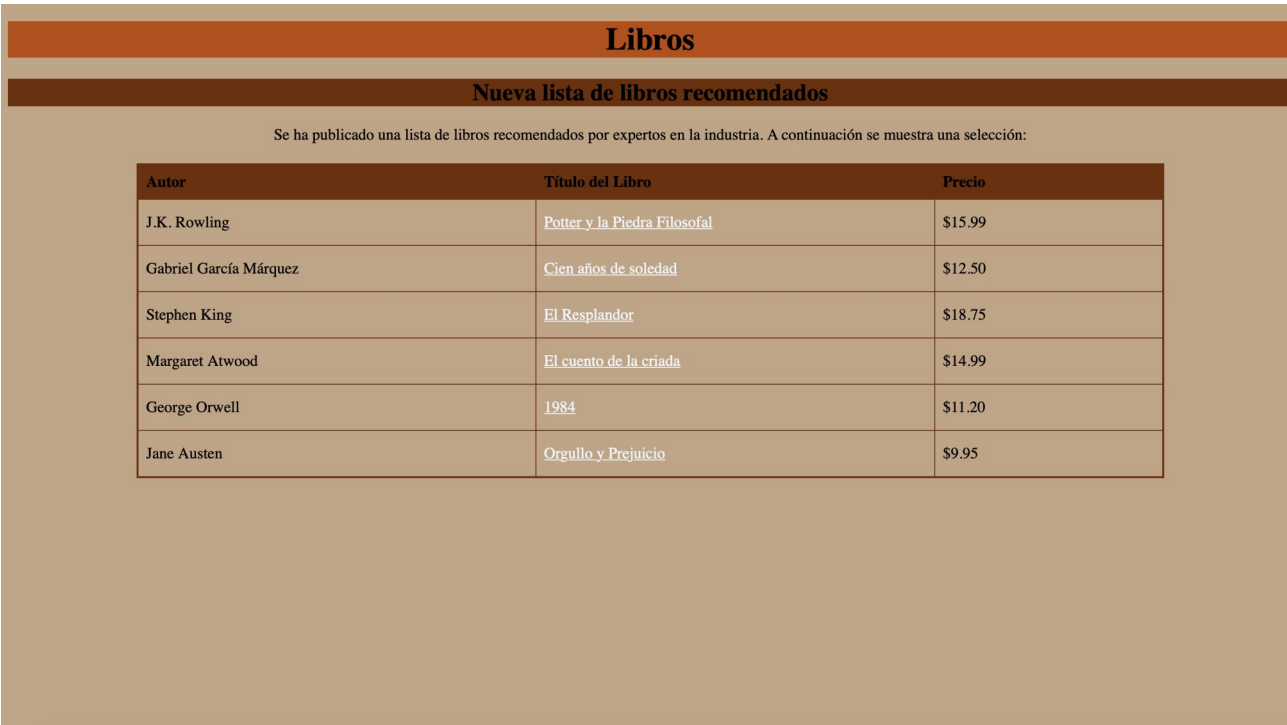 Libros
Nueva lista de libros recomendados
Se ha publicado una lista de libros recomendados por expertos en la industria. A continuación se muestra una selección:
Autor Título del Libro Precio
J.K. Rowling Potter y la Piedra Filosofal $15.99
Gabriel García Márquez Cien años de soledad $12.50
Stephen King El Resplandor $18.75
Margaret Atwood El cuento de la criada $14.99
George Orwell 1984 $11.20
Jane Austen Orgullo y Prejuicio $9.95